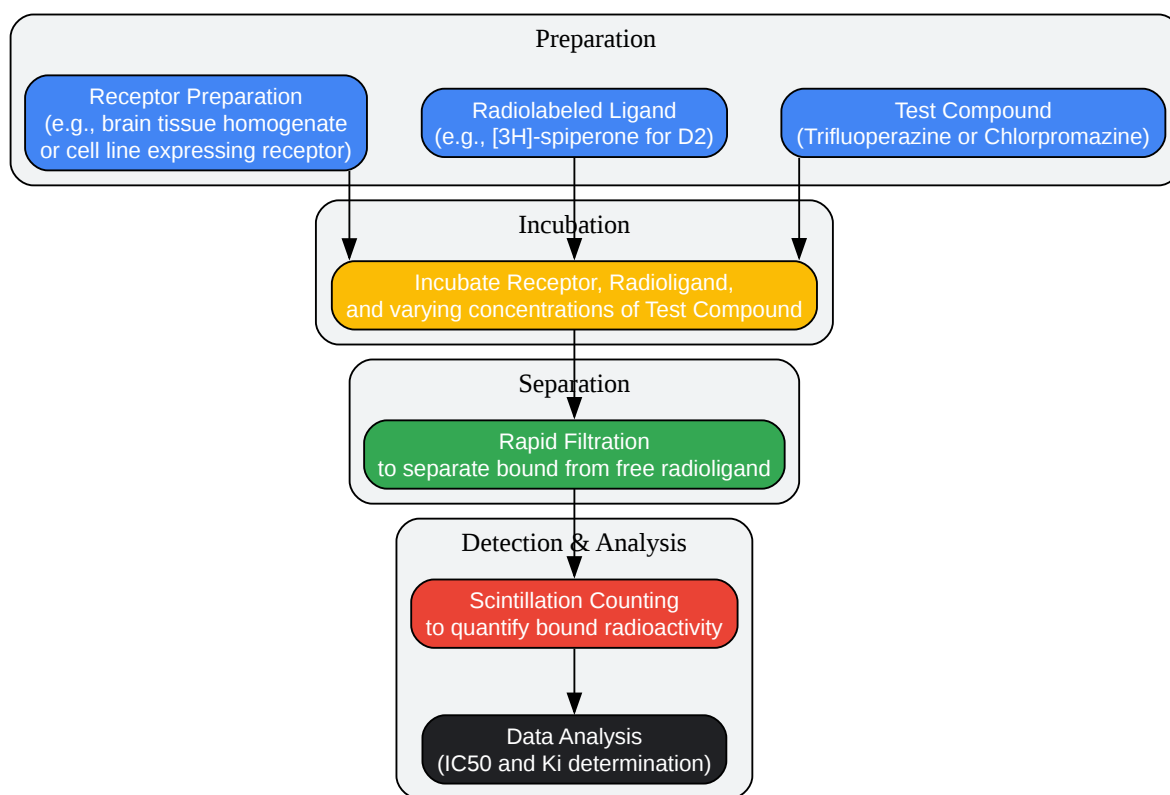 Preparation
Receptor Preparation
(e.g., brain tissue homogenate
or cell line expressing receptor)
Radiolabeled Ligand
(e.g., [3H]-spiperone for D2)
Test Compound
(Trifluoperazine or Chlorpromazine)
Incubation
Incubate Receptor, Radioligand,
and varying concentrations of Test Compound
Separation
Rapid Filtration
to separate bound from free radioligand
Detection & Analysis
Scintillation Counting
to quantify bound radioactivity
Data Analysis
(IC50 and Ki determination)